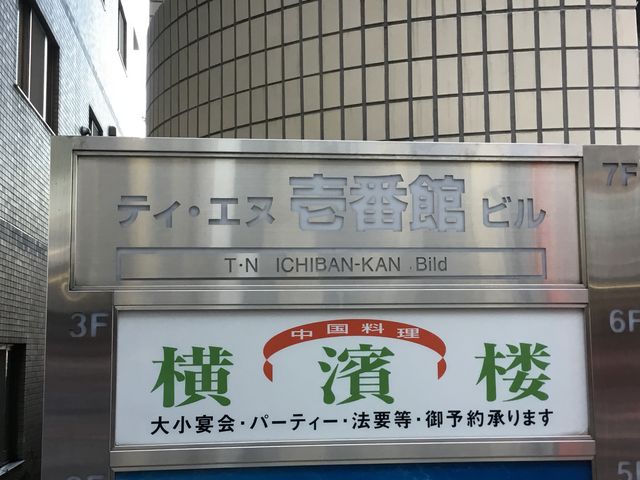 ティ・エヌ壱番館ビル
7F
T・N ICHIBAN-KAN Bild
3F
中国料理
6F
横濱楼
大小宴会・パーティー・法要等・御予約承ります
5F